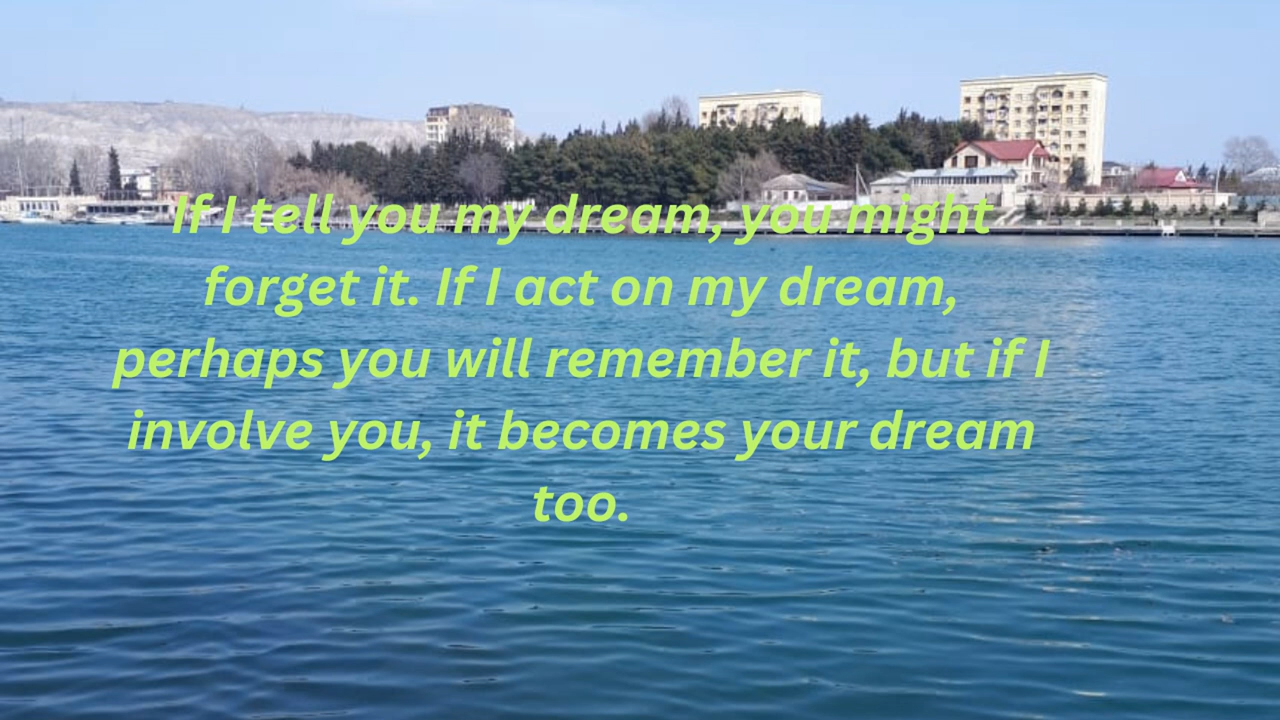 If I tell you my dream, you might
forget it. If I act on my dream,
perhaps you will remember it, but if I
involve you, it becomes your dream
too.